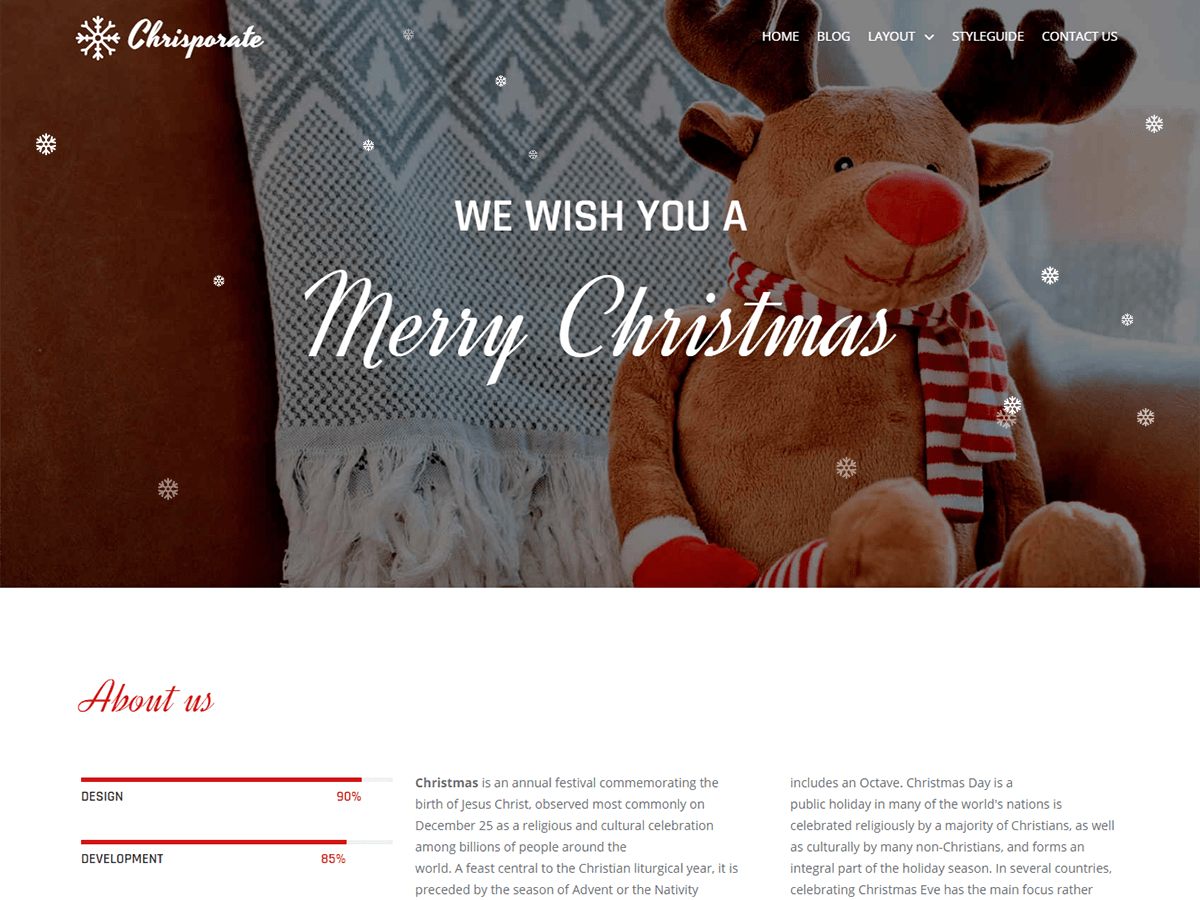 Chrisporate
HOME BLOG LAYOUT STYLEGUIDE CONTACT US
WE WISH YOU A
Merry Christmas
About us
DESIGN 90%
DEVELOPMENT 85%
Christmas is an annual festival commemorating the
birth of Jesus Christ, observed most commonly on
December 25 as a religious and cultural celebration
among billions of people around the
world. A feast central to the Christian liturgical year, it is
preceded by the season of Advent or the Nativity
includes an Octave. Christmas Day is a
public holiday in many of the world's nations is
celebrated religiously by a majority of Christians, as well
as culturally by many non-Christians, and forms an
integral part of the holiday season. In several countries,
celebrating Christmas Eve has the main focus rather